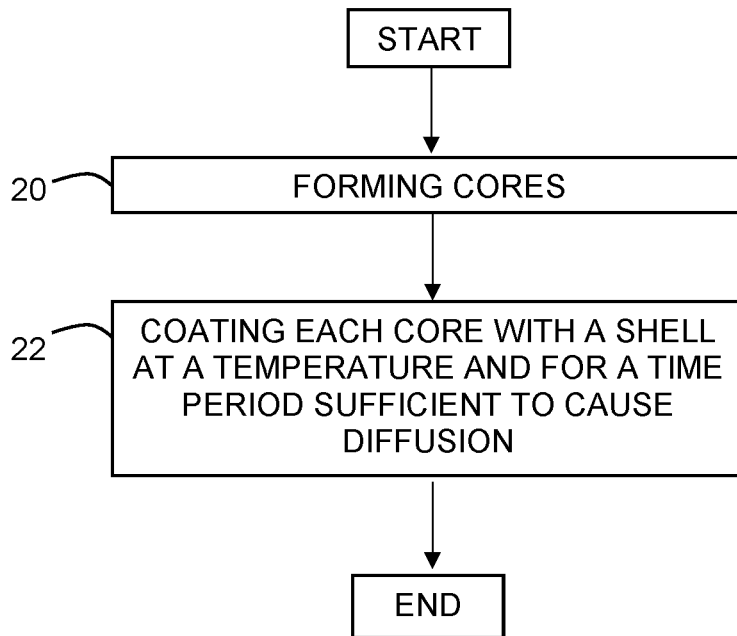 START
20
FORMING CORES
22
COATING EACH CORE WITH A SHELL
AT A TEMPERATURE AND FOR A TIME
PERIOD SUFFICIENT TO CAUSE
DIFFUSION
END